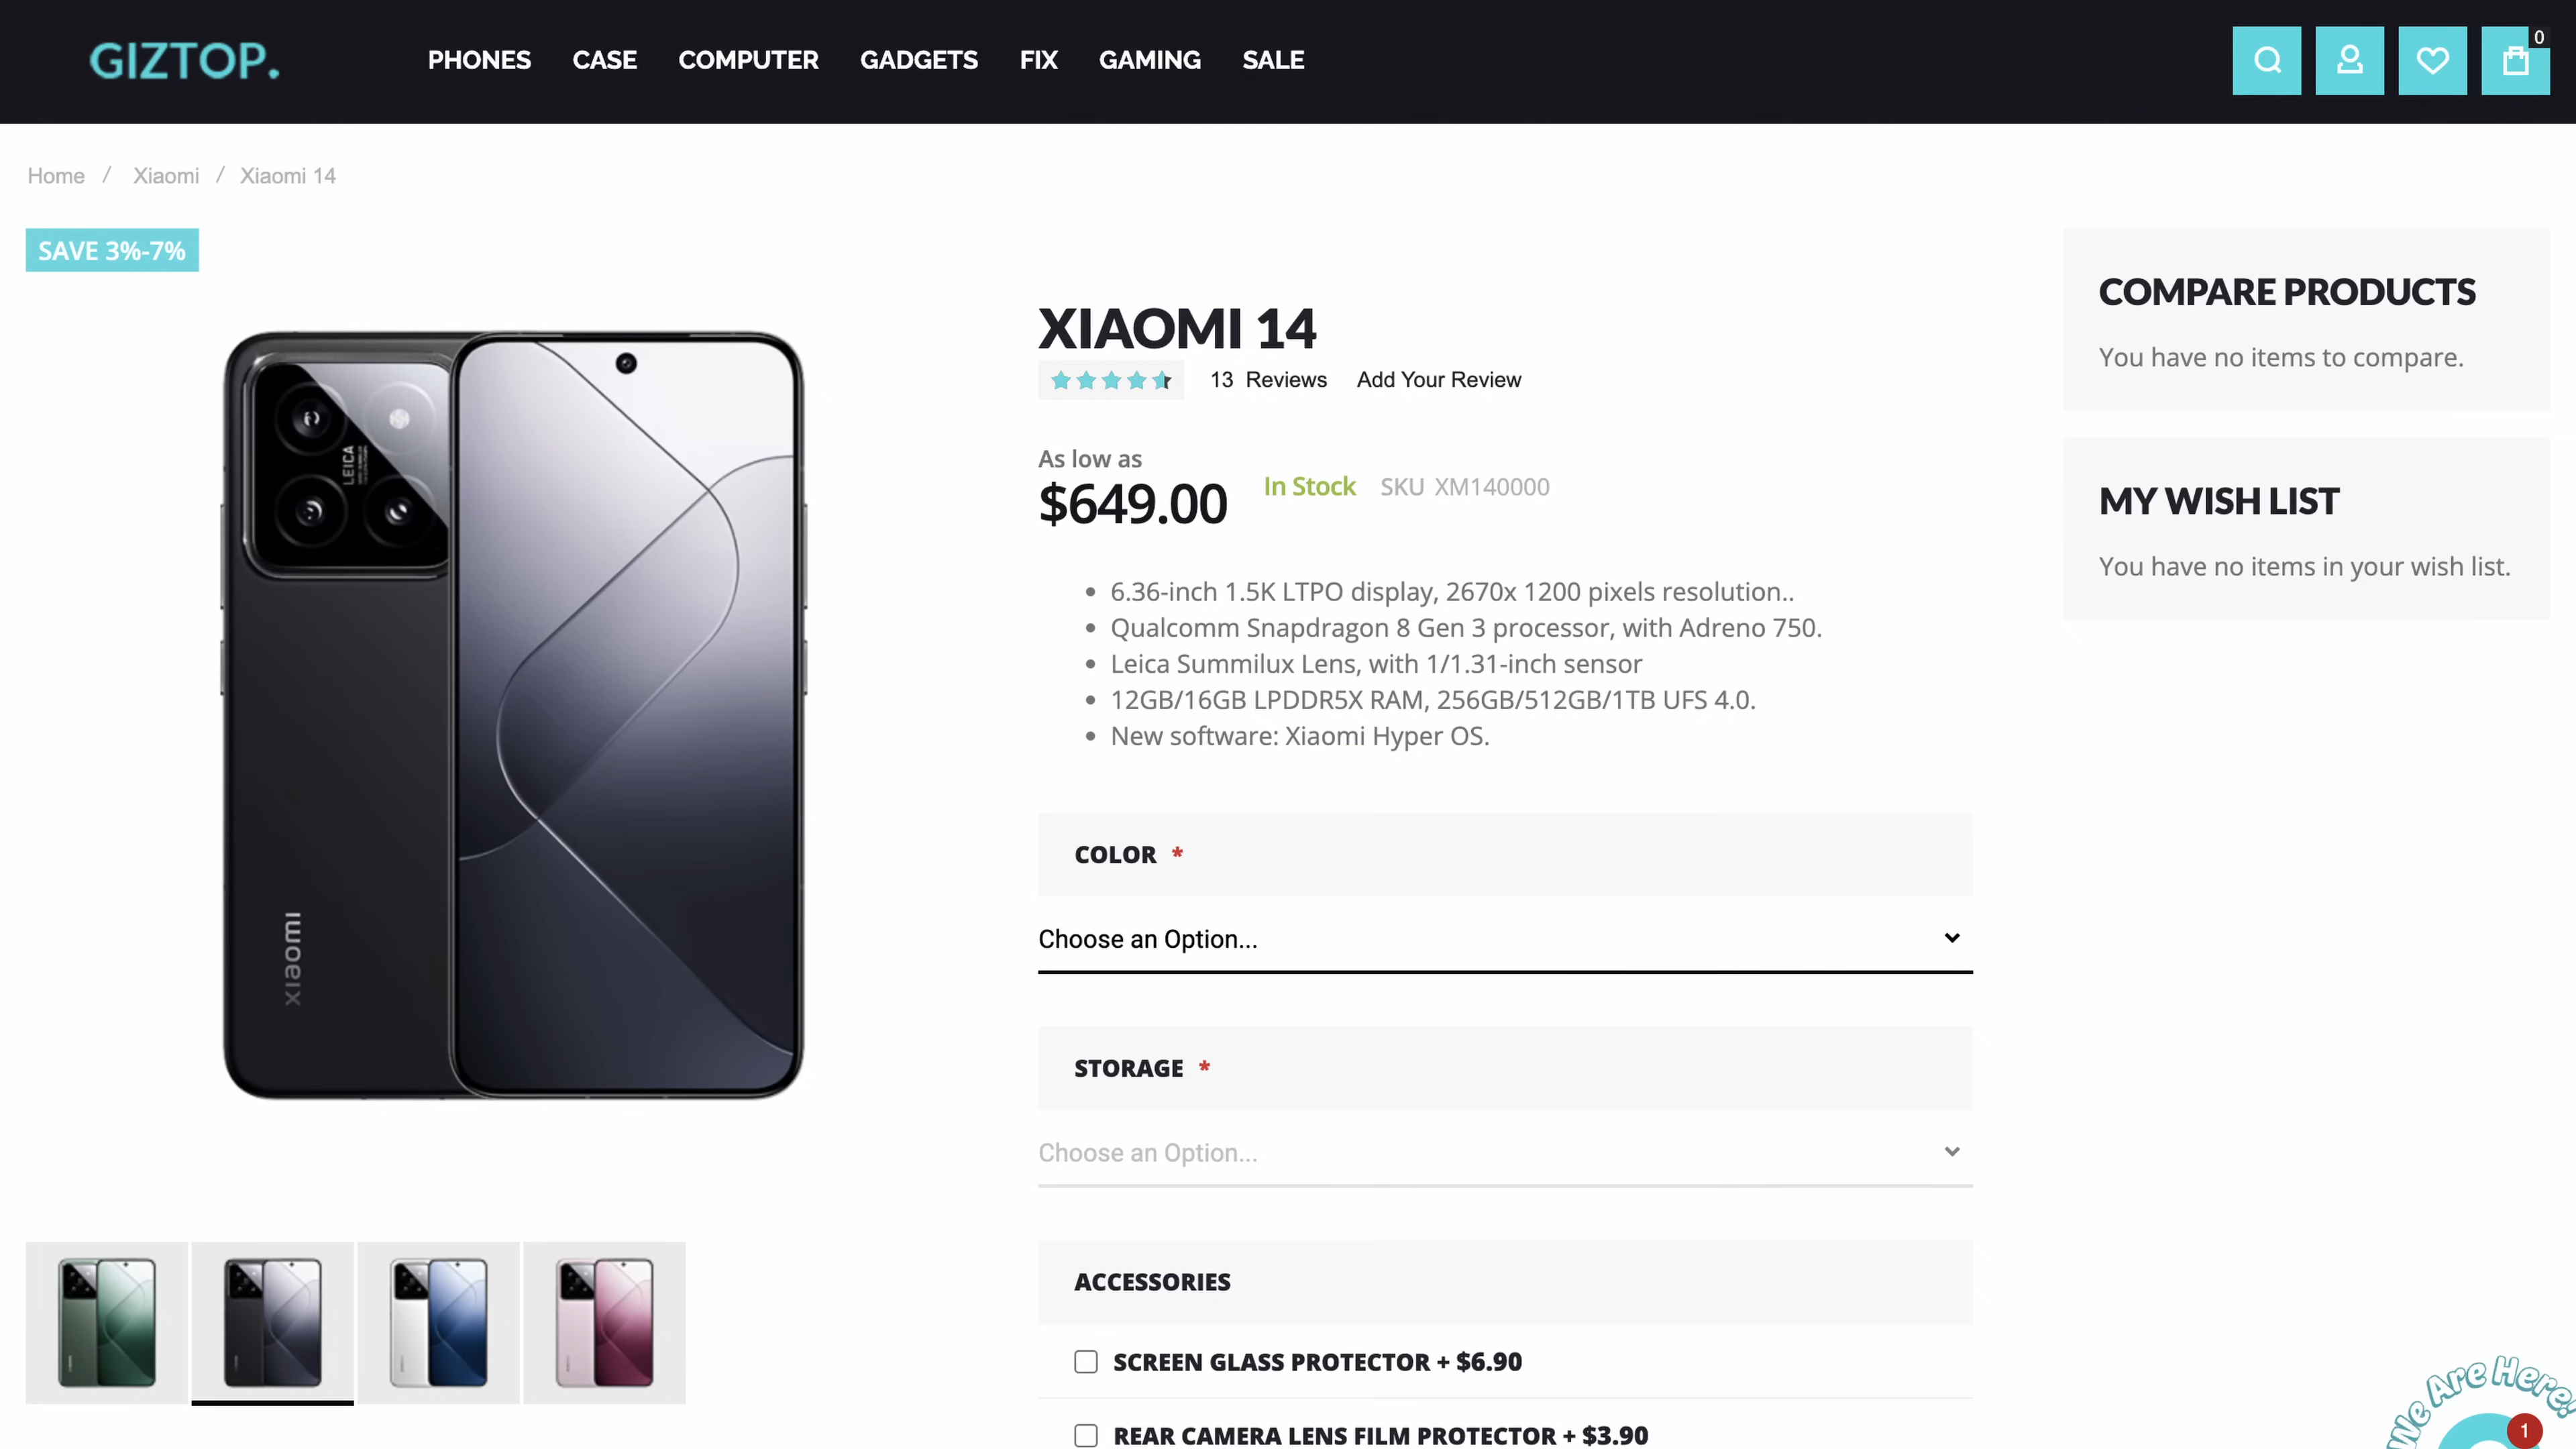 GIZTOP.
PHONES CASE COMPUTER GADGETS FIX GAMING SALE
0
Home / Xiaomi / Xiaomi 14
SAVE 3%-7%
LEICA
xiaomi
XIAOMI 14
13 Reviews Add Your Review
As low as
$649.00 In Stock SKU XM140000
• 6.36-inch 1.5K LTPO display, 2670x 1200 pixels resolution..
• Qualcomm Snapdragon 8 Gen 3 processor, with Adreno 750.
• Leica Summilux Lens, with 1/1.31-inch sensor
• 12GB/16GB LPDDR5X RAM, 256GB/512GB/1TB UFS 4.0.
• New software: Xiaomi Hyper OS.
COLOR *
Choose an Option...
STORAGE *
Choose an Option...
ACCESSORIES
SCREEN GLASS PROTECTOR + $6.90
REAR CAMERA LENS FILM PROTECTOR + $3.90
COMPARE PRODUCTS
You have no items to compare.
MY WISH LIST
You have no items in your wish list.
We Are Here!
1